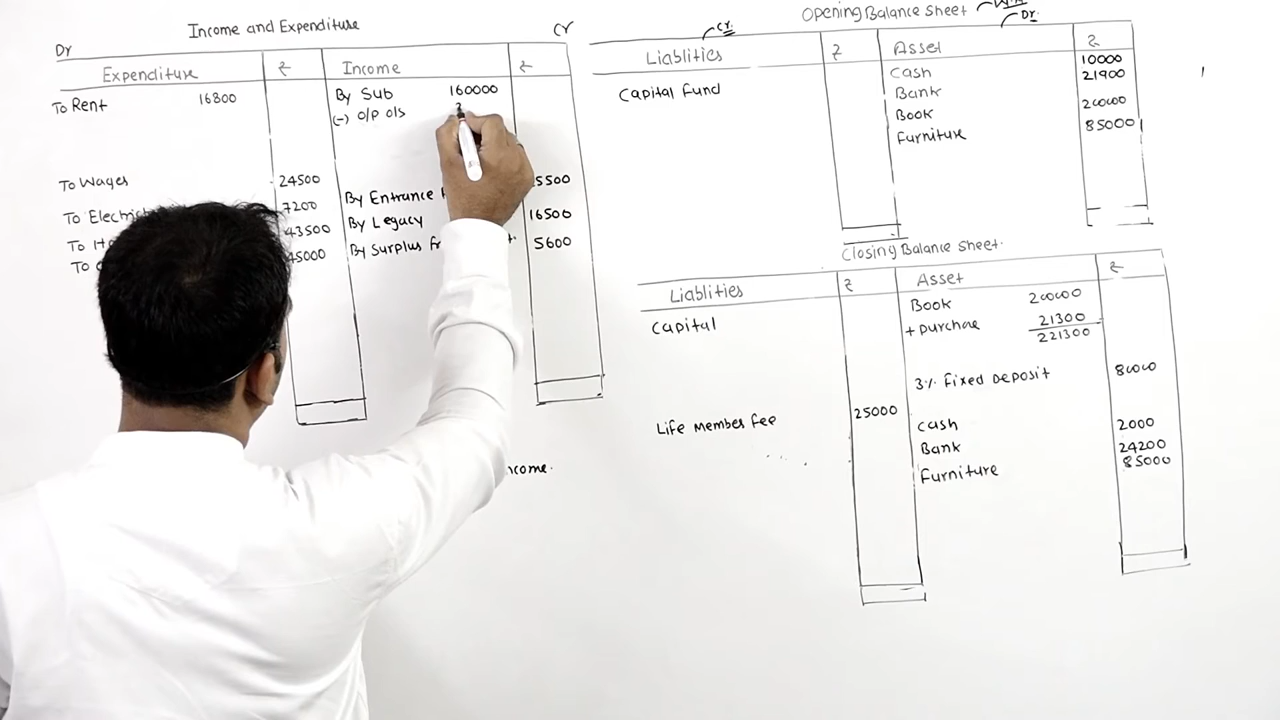 Income and Expenditure
Dr
Cr
Expenditure ₹ Income ₹
To Rent 16800
By Sub 160000
(-) O/P O/S
To Wages 24500
To Electri 7200
43500
45000
By Entrance
5500
By Legacy 16500
By Surplus 5600
ncome.
Opening Balance Sheet
Cr.
Dr.
Liablities ₹ Asset ₹
Capital Fund
Cash 10000
Bank 21900
Book 200000
Furniture 85000
Closing Balance Sheet.
Liablities ₹ Asset ₹
Capital
Book 200000
+ purchase 21300
221300
3% Fixed Deposit 80000
Life Member Fee 25000
Cash 2000
Bank 24200
Furniture 85000